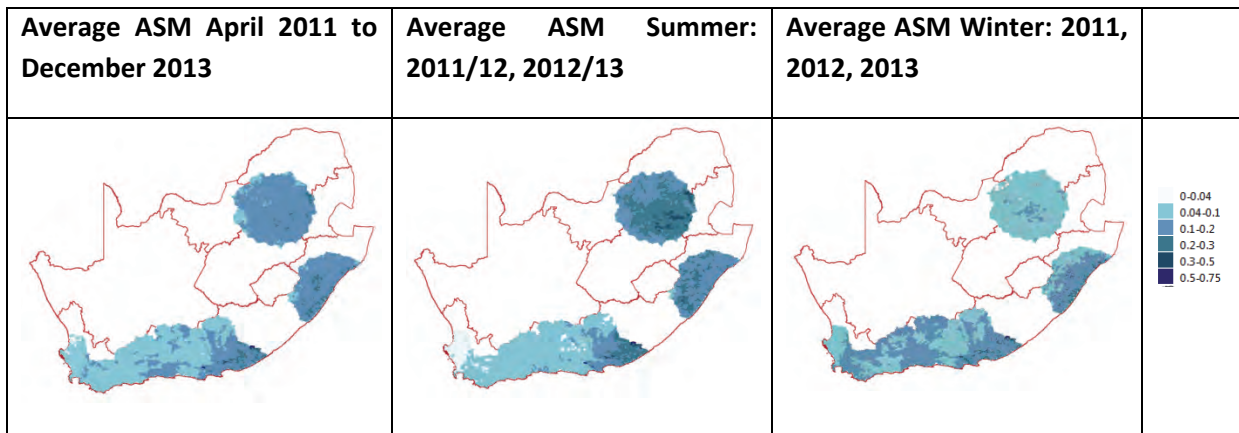 Average ASM April 2011 to
December 2013
Average ASM Summer:
2011/12, 2012/13
Average ASM Winter: 2011,
2012, 2013
0-0.04
0.04-0.1
0.1-0.2
0.2-0.3
0.3-0.5
0.5-0.75